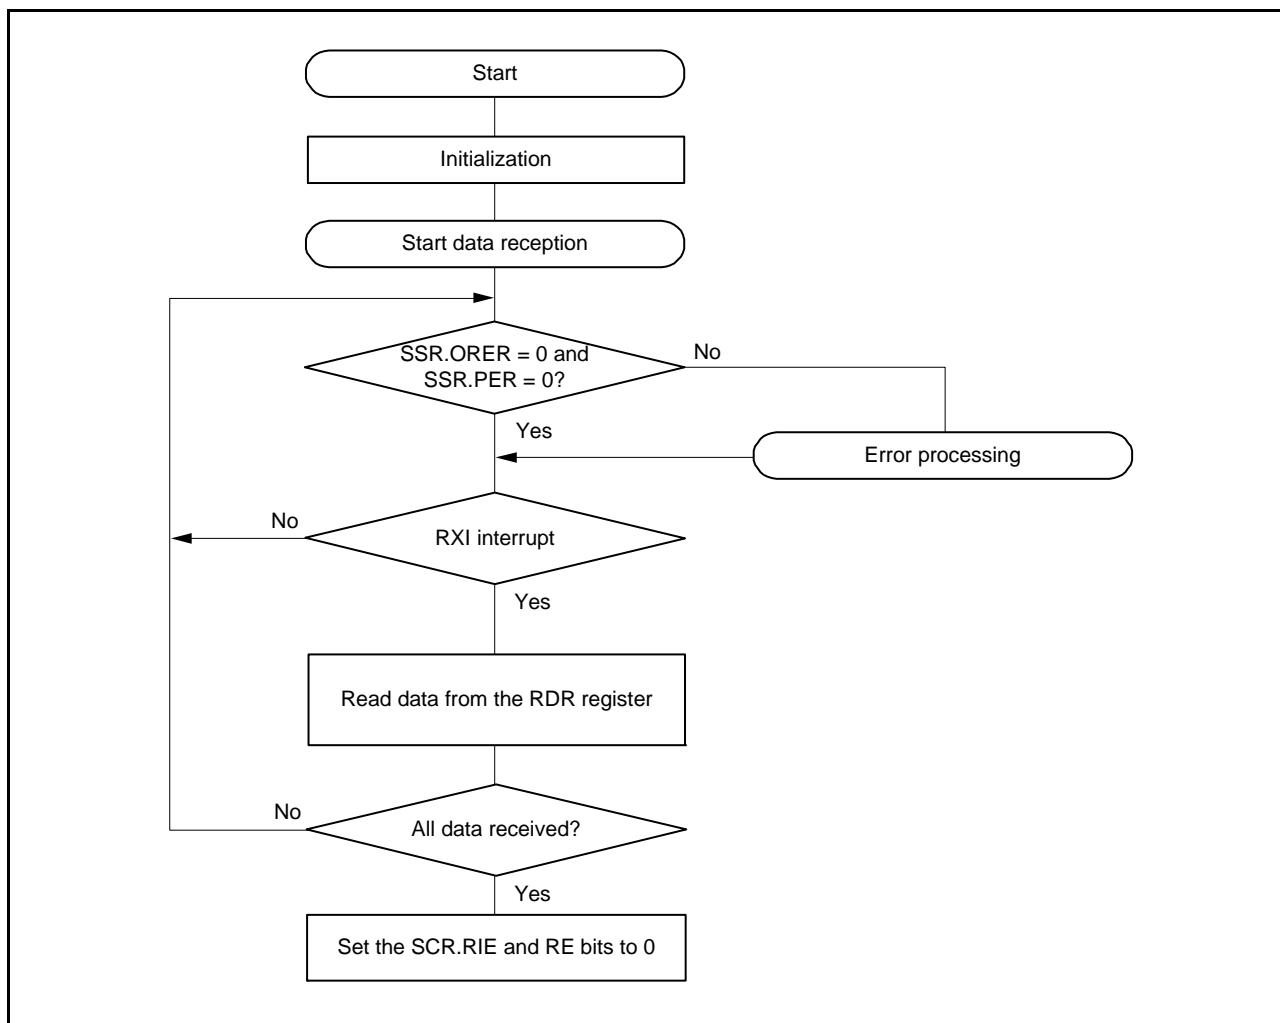 Start
Initialization
Start data reception
SSR.ORER = 0 and
SSR.PER = 0?
No
Yes
Error processing
No
RXI interrupt
Yes
Read data from the RDR register
No
All data received?
Yes
Set the SCR.RIE and RE bits to 0